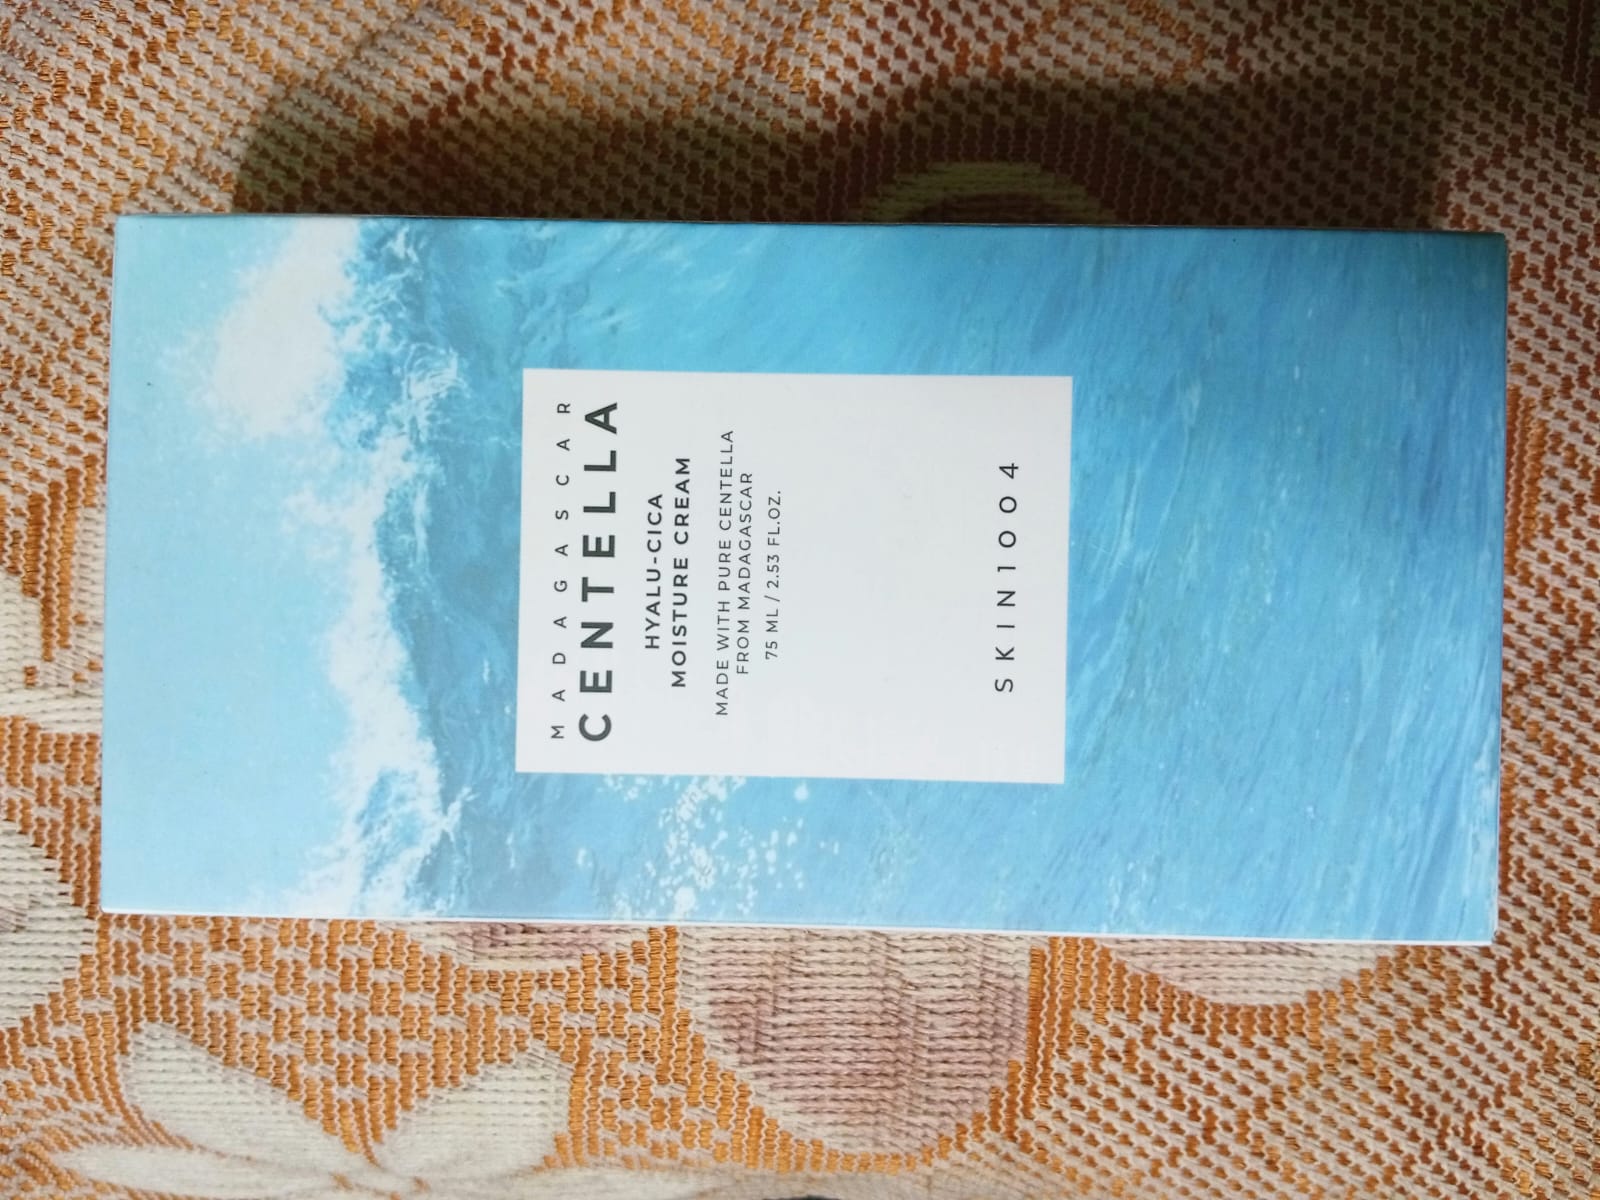 MADAGASCAR
CENTELLA
HYALU-CICA
MOISTURE CREAM
MADE WITH PURE CENTELLA
FROM MADAGASCAR
75 ML / 2.53 FL.OZ.
SKIN1004